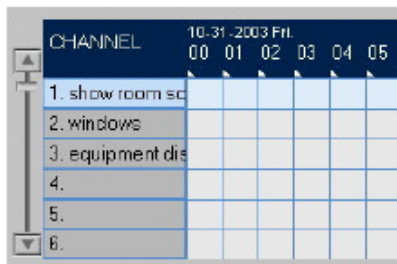 10-31-2003 Fri.
CHANNEL
00 01 02 03 04 05
1. show room sc
2. windows
3. equipment dis
4.
5.
6.